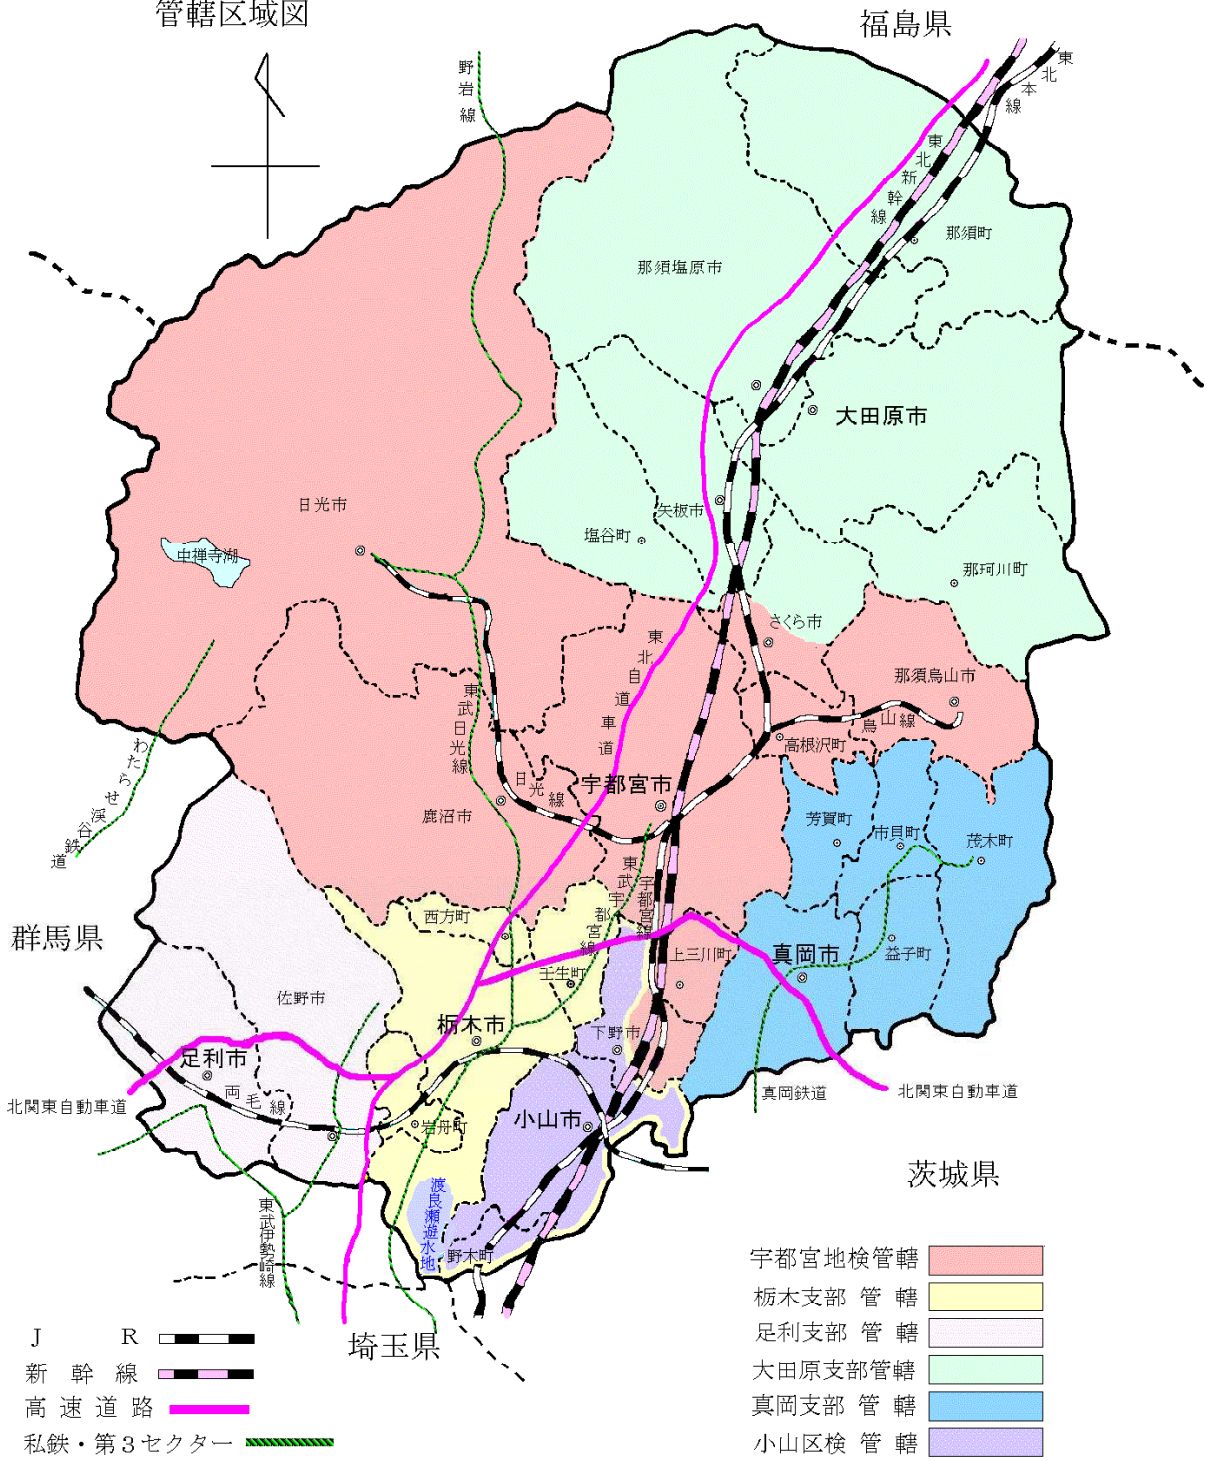 管轄区域図
福島県
野岩線
東北本線
東北新幹線
那須町
那須塩原市
大田原市
日光市
矢板市
塩谷町
中禅寺湖
那珂川町
さくら市
東北自動車道
那須烏山市
烏山線
高根沢町
東武日光線
わたらせ渓谷鉄道
日光線
宇都宮市
鹿沼市
芳賀町
市貝町
茂木町
東武宇都宮線
宇都宮線
西方町
群馬県
上三川町
真岡市
益子町
壬生町
佐野市
栃木市
下野市
足利市
両毛線
北関東自動車道
真岡鉄道
北関東自動車道
岩舟町
小山市
茨城県
渡良瀬遊水地
野木町
東武伊勢崎線
埼玉県
宇都宮地検管轄
栃木支部 管 轄
足利支部 管 轄
大田原支部管轄
真岡支部 管 轄
小山区検 管 轄
J R
新 幹 線
高 速 道 路
私鉄・第3セクター